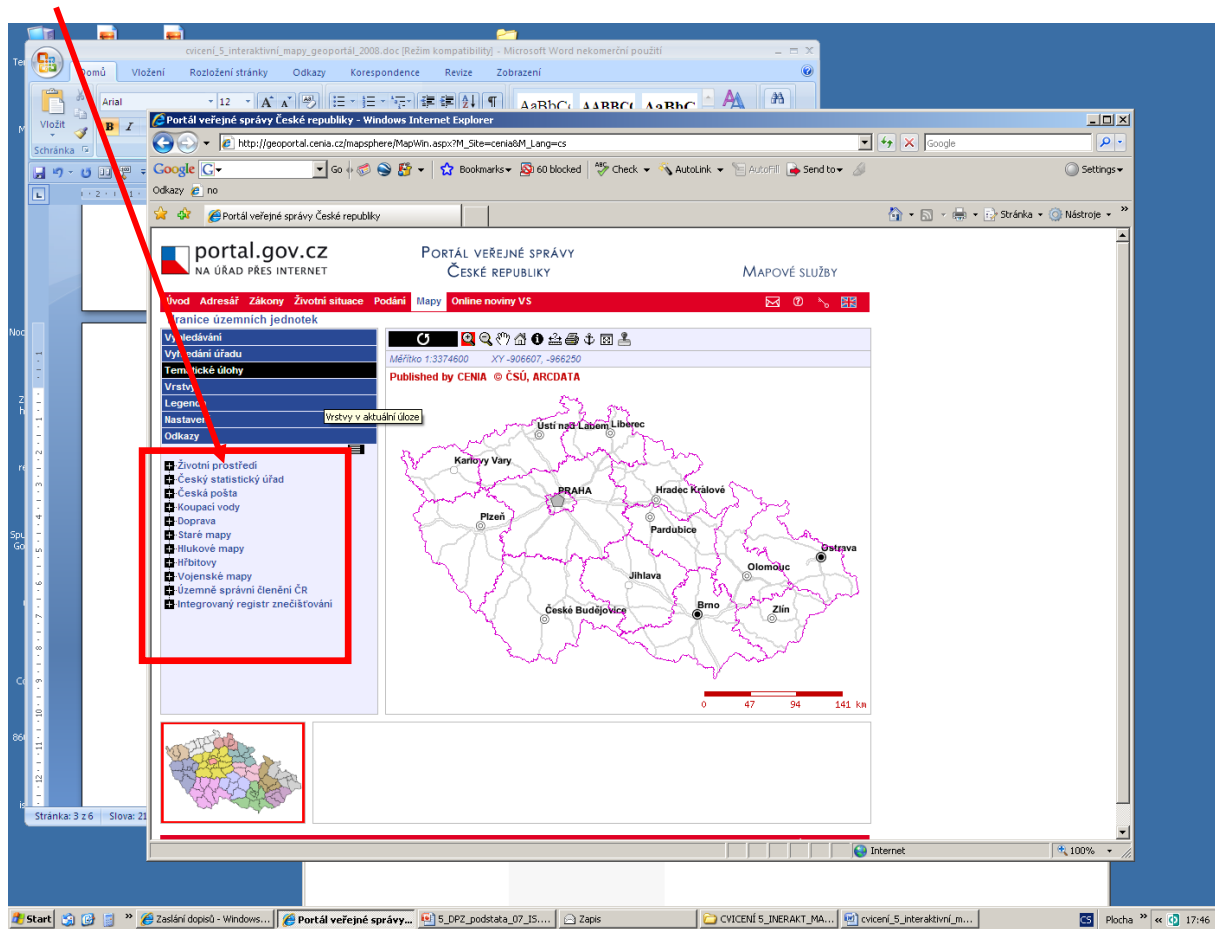 cvicení_5_interaktivní_mapy_geoportál_2008.doc [Režim kompatibility] - Microsoft Word nekomerční použití
Domů Vložení Rozložení stránky Odkazy Korespondence Revize Zobrazení
Arial 12
AaBbC AABBC AaBbC
Vložit
B I
Schránka
Portál veřejné správy České republiky - Windows Internet Explorer
http://geoportal.cenia.cz/mapsphere/MapWin.aspx?M_Site=cenia&M_Lang=cs
Google
Google Go Bookmarks 60 blocked Check AutoLink AutoFill Send to Settings
Odkazy no
Portál veřejné správy České republiky
Stránka Nástroje
portal.gov.cz
NA ÚŘAD PŘES INTERNET
PORTÁL VEŘEJNÉ SPRÁVY
ČESKÉ REPUBLIKY
MAPOVÉ SLUŽBY
Úvod Adresář Zákony Životní situace Podání Mapy Online noviny VS
Hranice územních jednotek
Vyhledávání
Vyhledání úřadu
Tematické úlohy
Vrstvy
Legenda
Nastavení
Odkazy
Vrstvy v aktuální úloze
Měřítko 1:3374600 XY -906607, -966250
Published by CENIA © ČSÚ, ARCDATA
Životní prostředí
Český statistický úřad
Česká pošta
Koupací vody
Doprava
Staré mapy
Hlukové mapy
Hřbitovy
Vojenské mapy
Územně správní členění ČR
Integrovaný registr znečišťování
Ústí nad Labem
Liberec
Karlovy Vary
PRAHA
Hradec Králové
Plzeň
Pardubice
Ostrava
Olomouc
Jihlava
České Budějovice
Brno
Zlín
0 47 94 141 km
Stránka: 3 z 6 Slova: 21
Internet 100%
Start Zaslání dopisů - Windows... Portál veřejné správy... 5_DPZ_podstata_07_IS.... Zapis CVICENÍ 5_INERAKT_MA... cvicení_5_interaktivní_m... CS Plocha 17:46